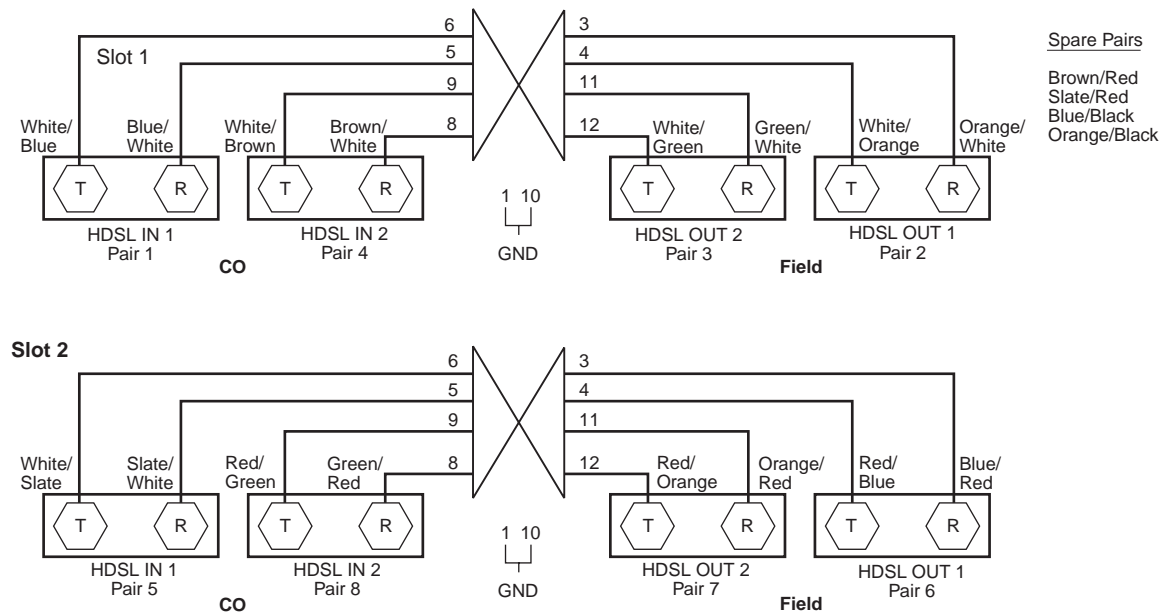 Slot 1
6
5
9
8
3
4
11
12
Spare Pairs
Brown/Red
Slate/Red
Blue/Black
Orange/Black
White/
Blue
Blue/
White
White/
Brown
Brown/
White
White/
Green
Green/
White
White/
Orange
Orange/
White
T
R
T
R
T
R
T
R
1 10
GND
HDSL IN 1
Pair 1
HDSL IN 2
Pair 4
HDSL OUT 2
Pair 3
HDSL OUT 1
Pair 2
CO
Field
Slot 2
6
5
9
8
3
4
11
12
White/
Slate
Slate/
White
Red/
Green
Green/
Red
Red/
Orange
Orange/
Red
Red/
Blue
Blue/
Red
T
R
T
R
T
R
T
R
1 10
GND
HDSL IN 1
Pair 5
HDSL IN 2
Pair 8
HDSL OUT 2
Pair 7
HDSL OUT 1
Pair 6
CO
Field